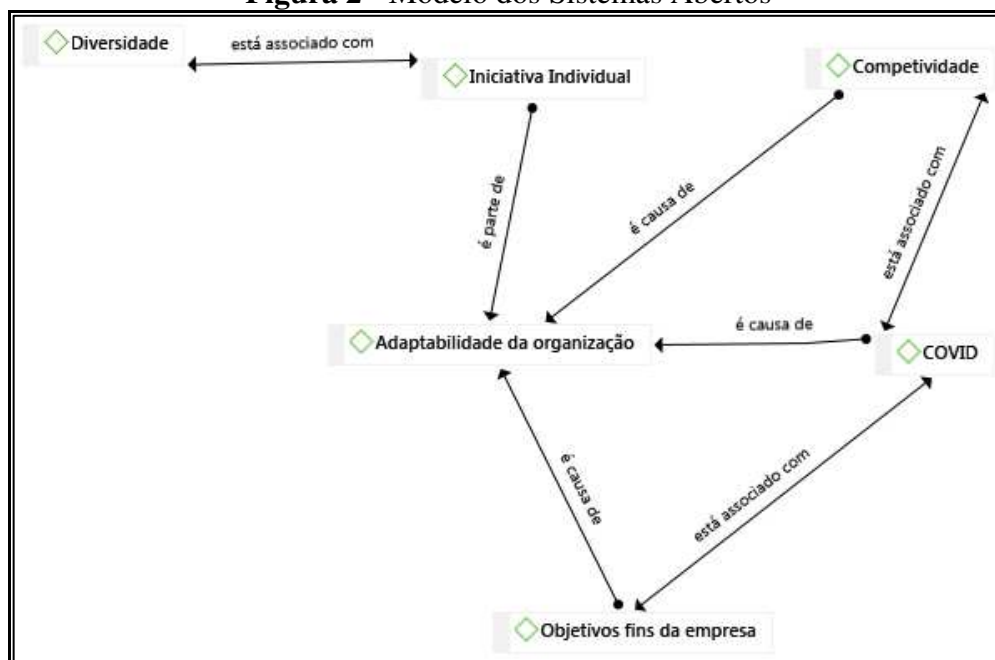 Figura 2 - Modelo dos Sistemas Abertos
Diversidade
está associado com
Iniciativa Individual
Competividade
é parte de
é causa de
está associado com
Adaptabilidade da organização
é causa de
COVID
é causa de
está associado com
Objetivos fins da empresa